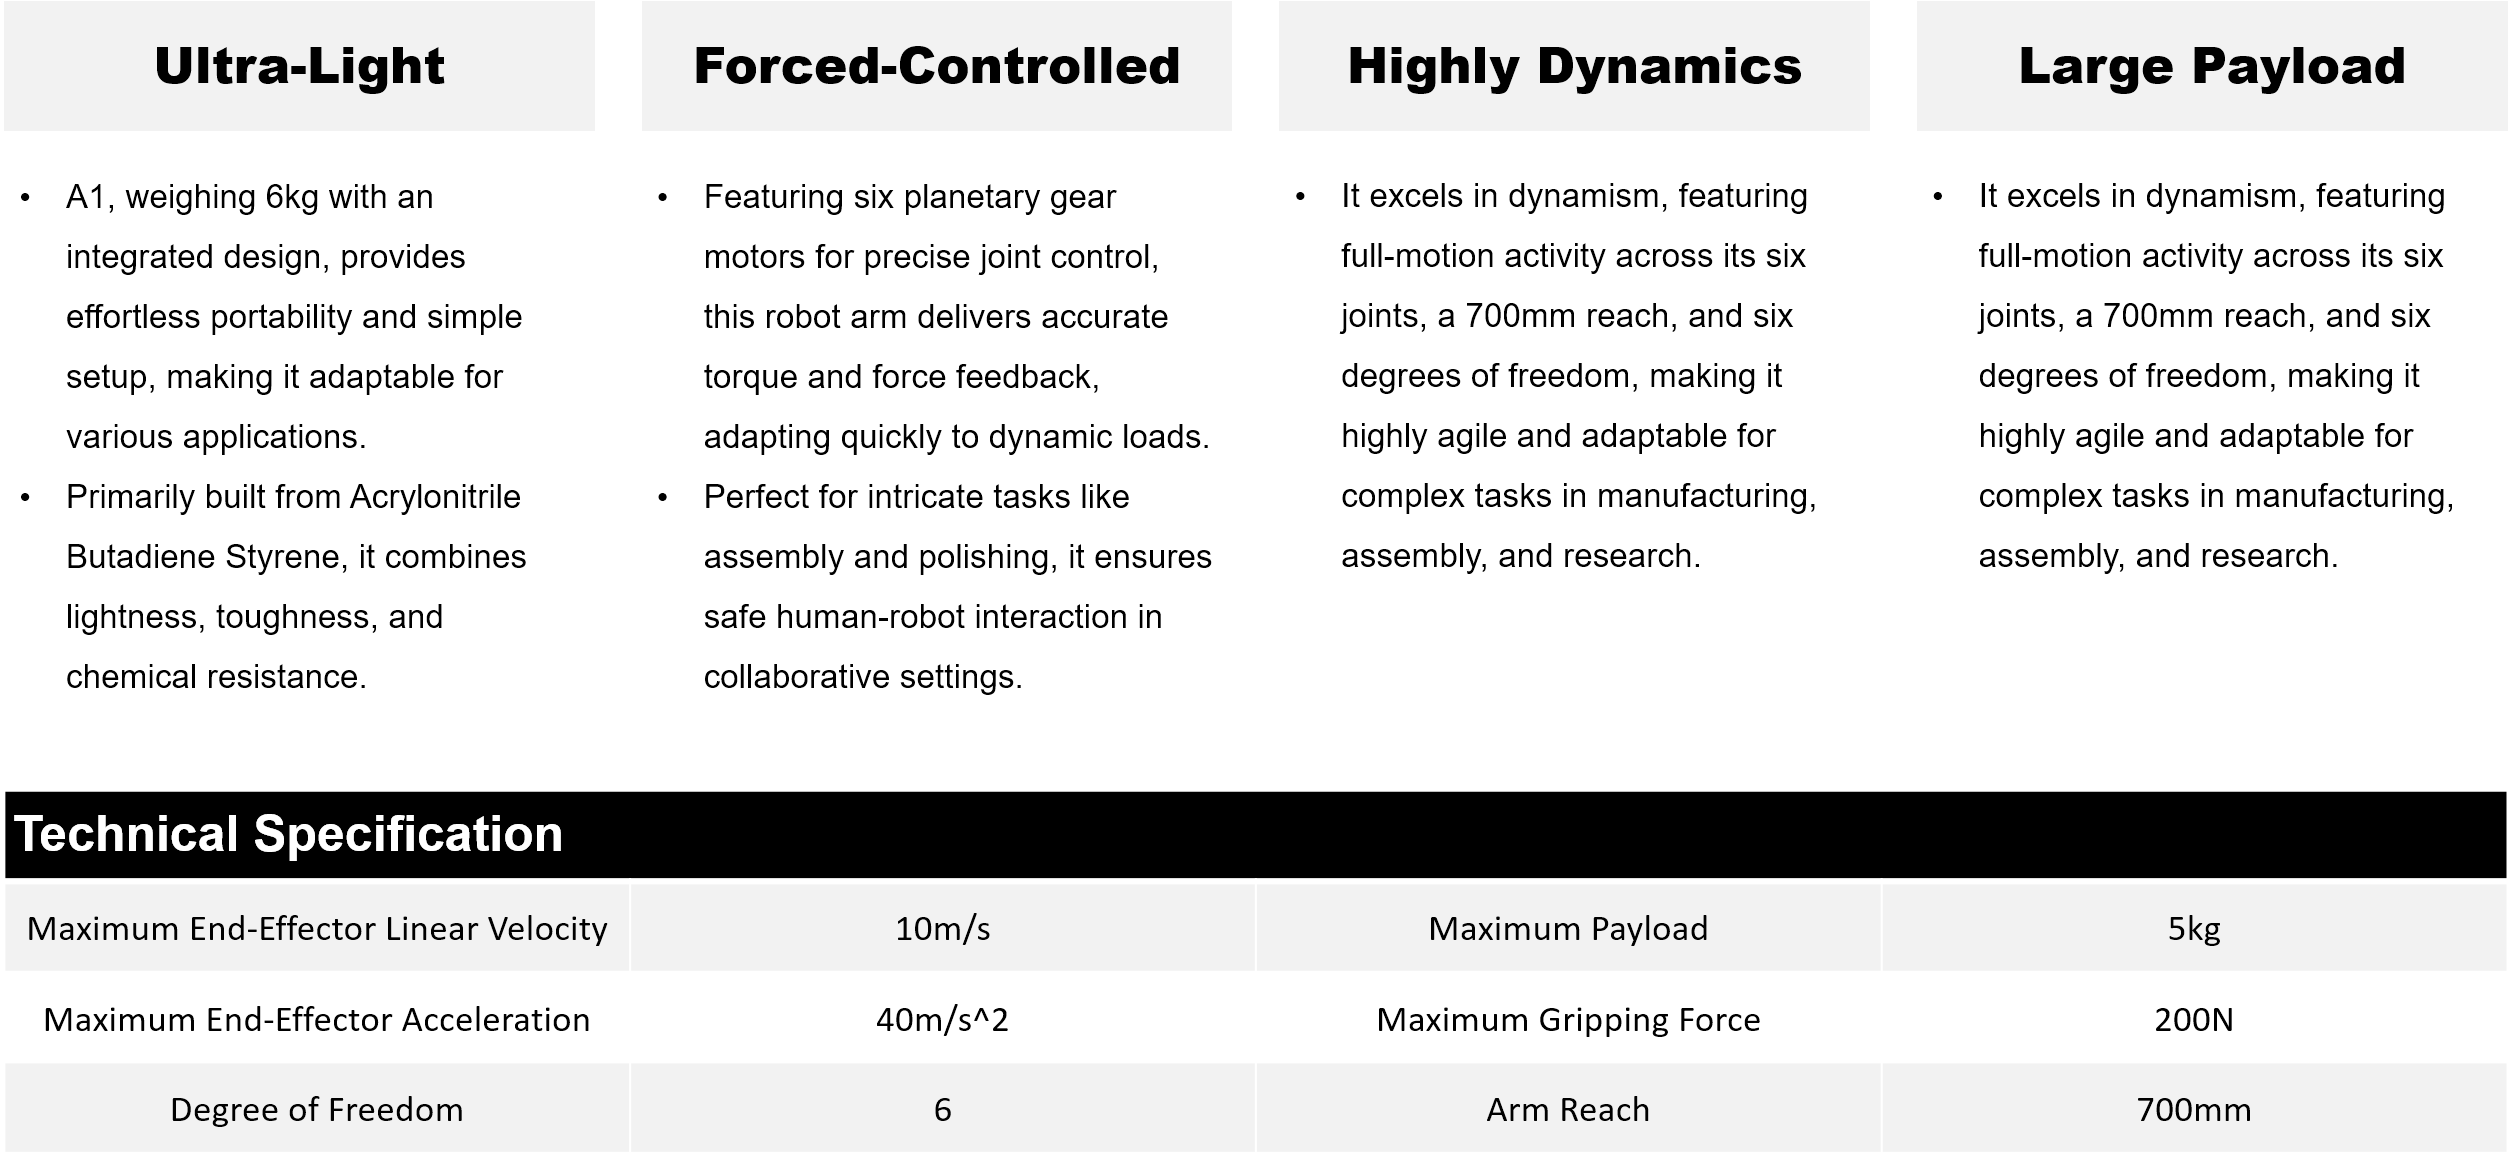 Ultra-Light
• A1, weighing 6kg with an
integrated design, provides
effortless portability and simple
setup, making it adaptable for
various applications.
• Primarily built from Acrylonitrile
Butadiene Styrene, it combines
lightness, toughness, and
chemical resistance.
Forced-Controlled
• Featuring six planetary gear
motors for precise joint control,
this robot arm delivers accurate
torque and force feedback,
adapting quickly to dynamic loads.
• Perfect for intricate tasks like
assembly and polishing, it ensures
safe human-robot interaction in
collaborative settings.
Highly Dynamics
• It excels in dynamism, featuring
full-motion activity across its six
joints, a 700mm reach, and six
degrees of freedom, making it
highly agile and adaptable for
complex tasks in manufacturing,
assembly, and research.
Large Payload
• It excels in dynamism, featuring
full-motion activity across its six
joints, a 700mm reach, and six
degrees of freedom, making it
highly agile and adaptable for
complex tasks in manufacturing,
assembly, and research.
Technical Specification
Maximum End-Effector Linear Velocity 10m/s Maximum Payload 5kg
Maximum End-Effector Acceleration 40m/s^2 Maximum Gripping Force 200N
Degree of Freedom 6 Arm Reach 700mm